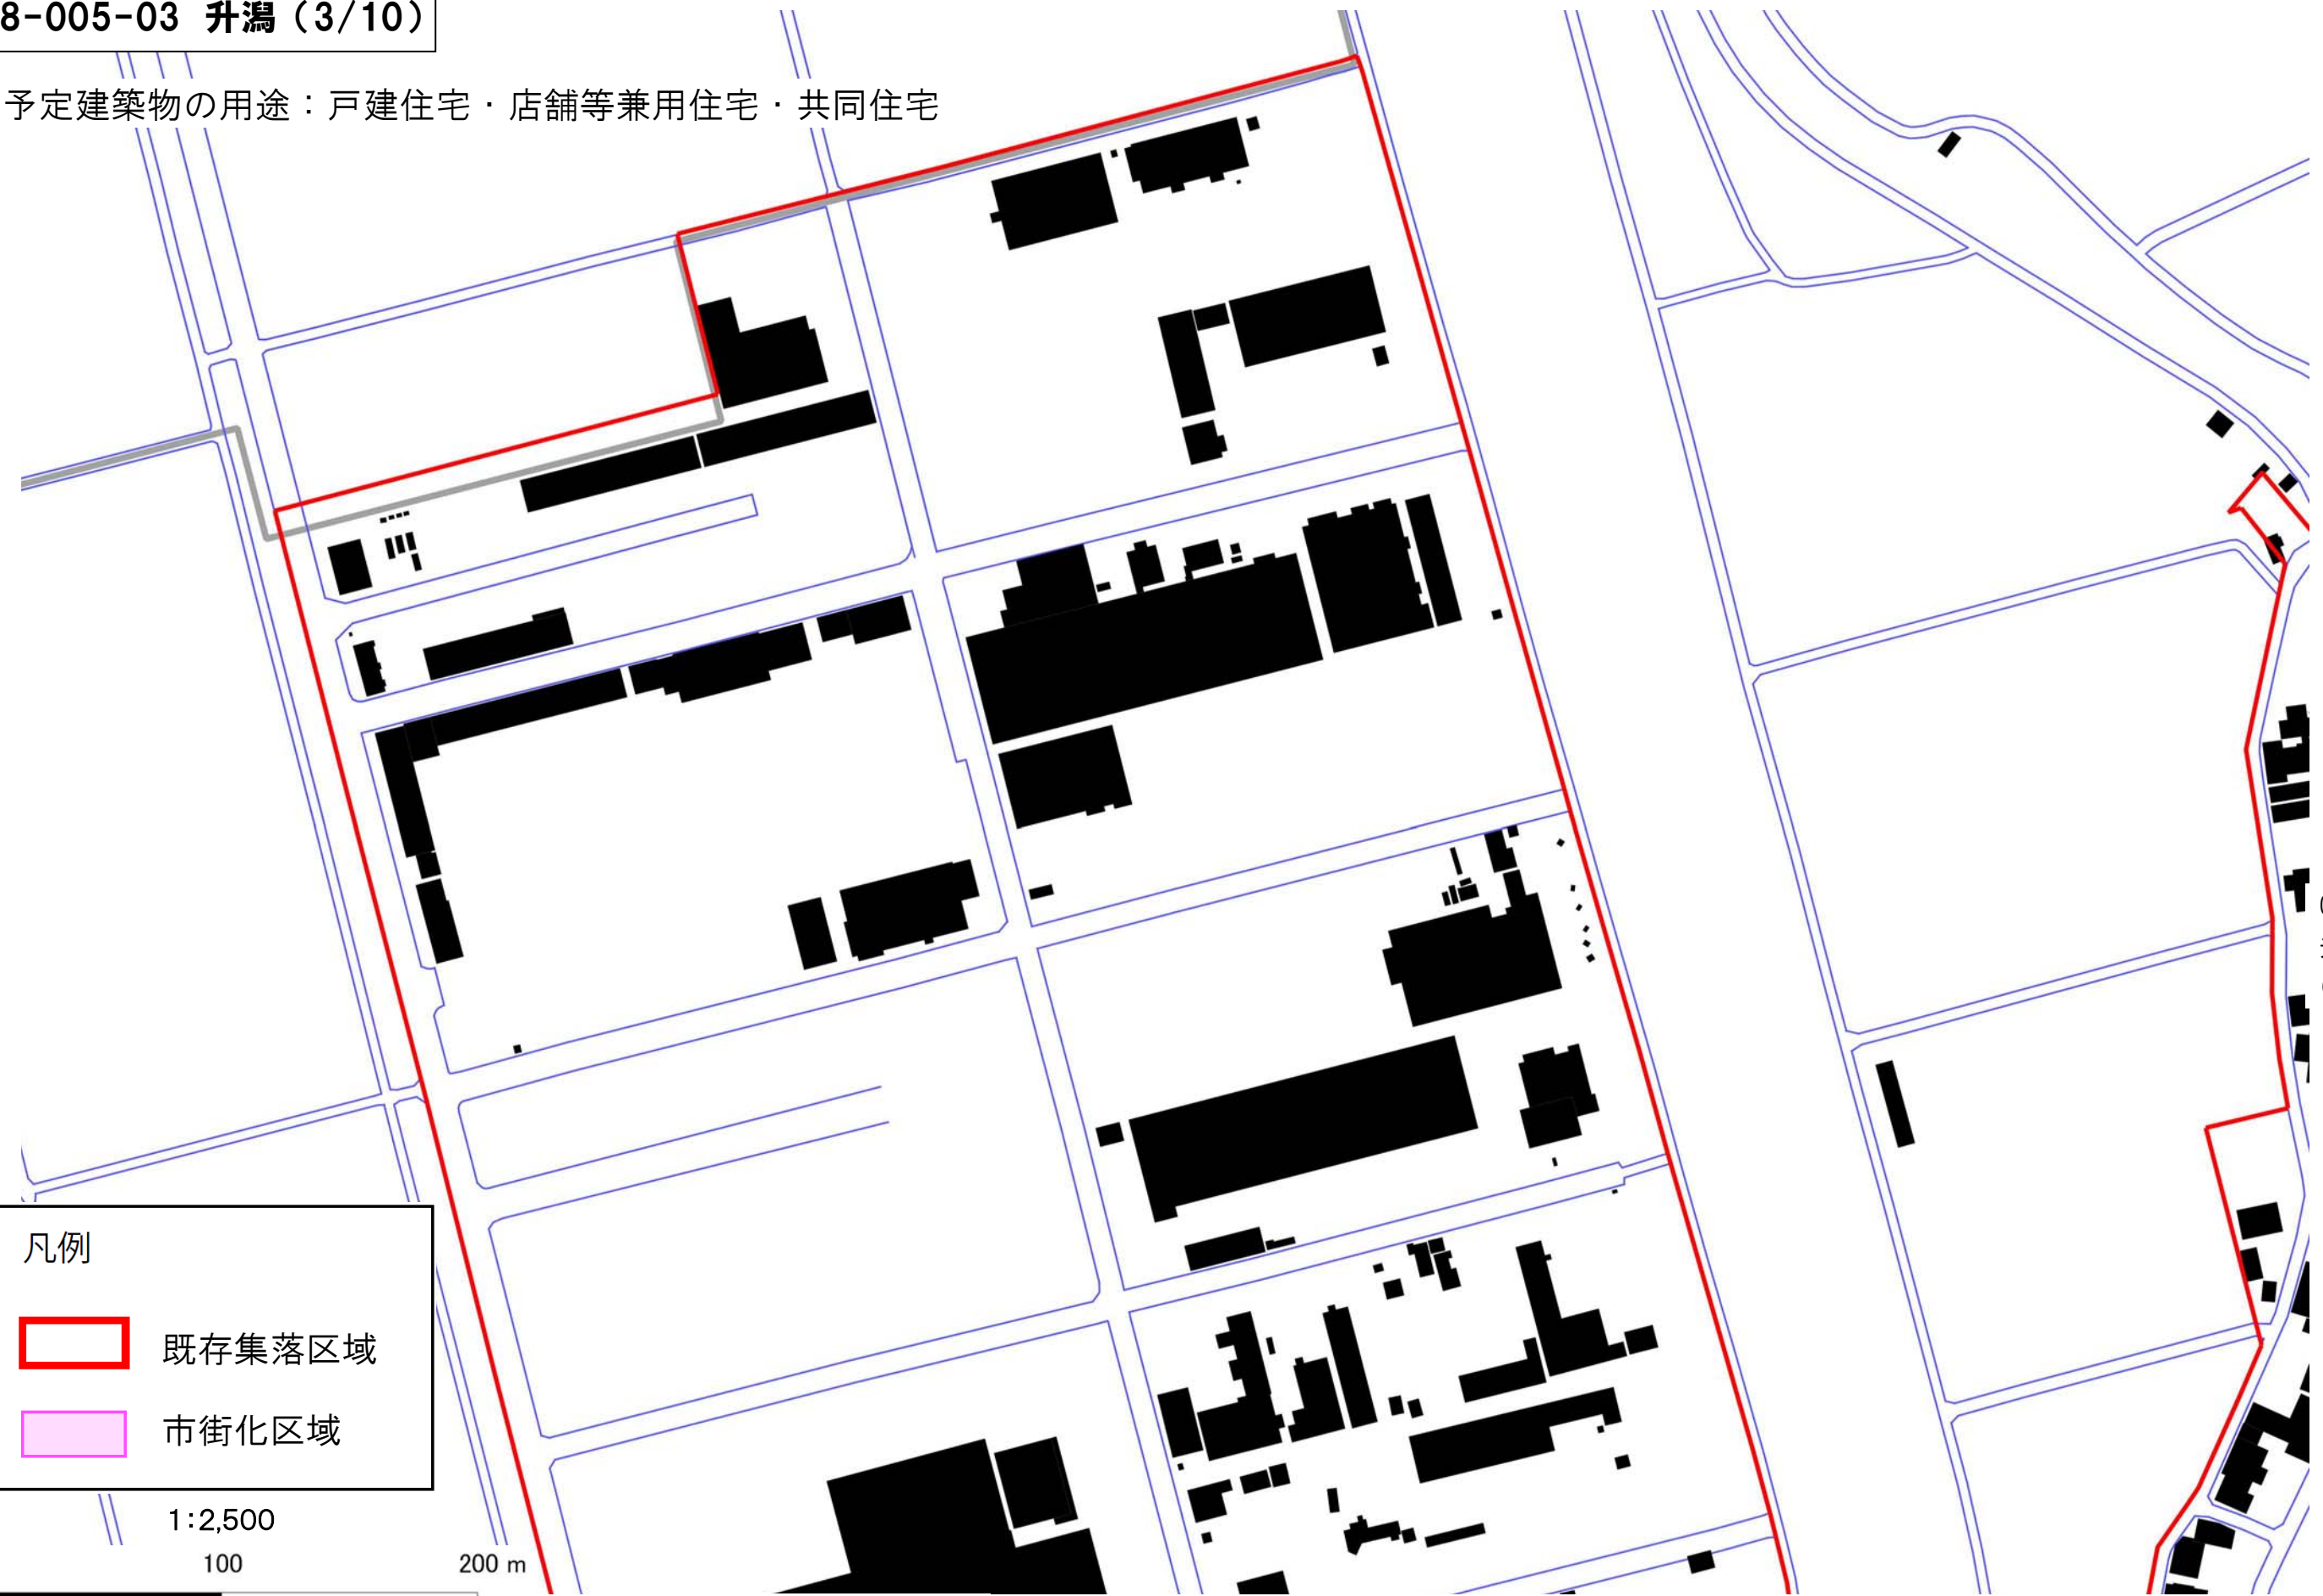 8-005-03 升潟（3/10）
予定建築物の用途：戸建住宅・店舗等兼用住宅・共同住宅
凡例
既存集落区域
市街化区域
1:2,500
100 200 m